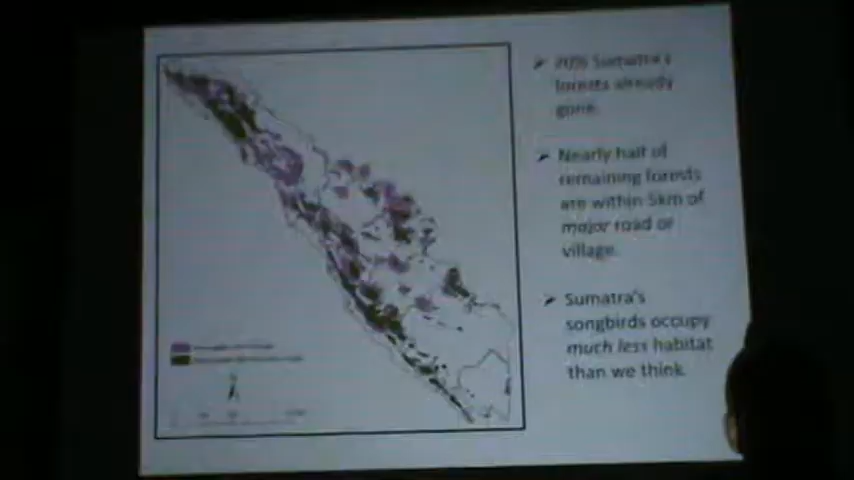 Sumatra's
forests already
gone.
Nearly half of
remaining forests
are within 5km of
major road or
village.
Sumatra's
songbirds occupy
much less habitat
than we think.